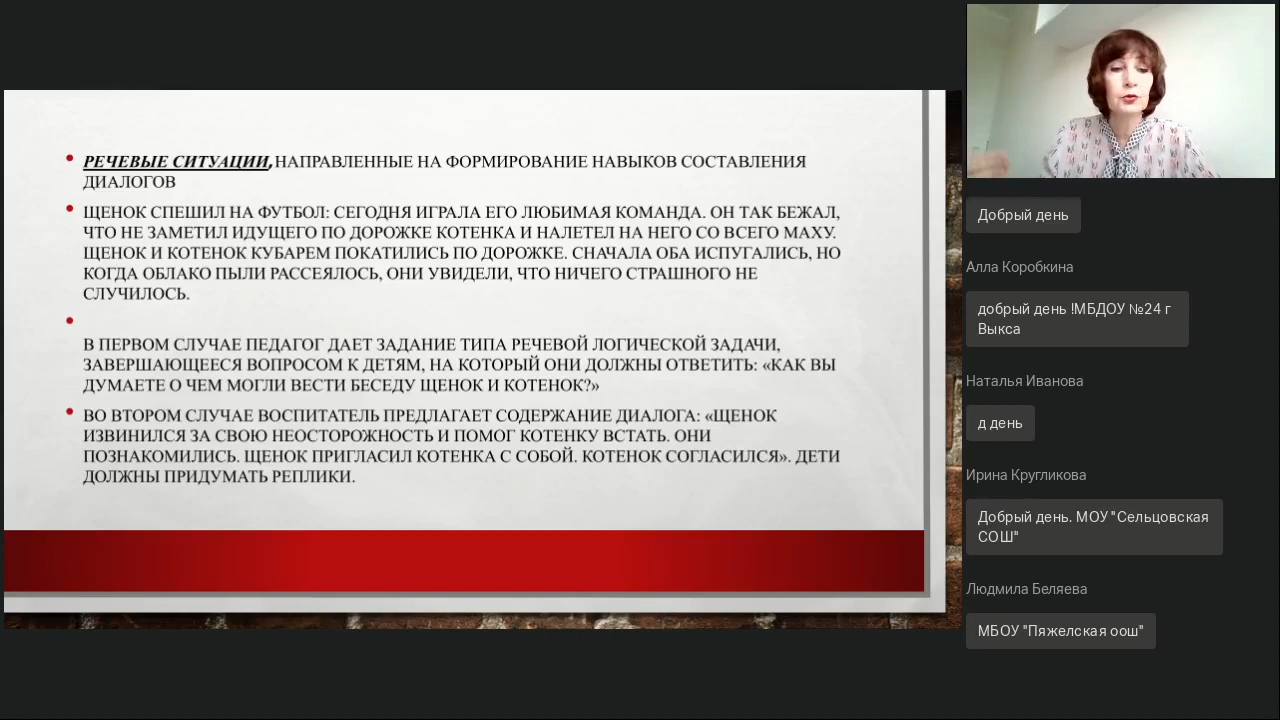 РЕЧЕВЫЕ СИТУАЦИИ, НАПРАВЛЕННЫЕ НА ФОРМИРОВАНИЕ НАВЫКОВ СОСТАВЛЕНИЯ
ДИАЛОГОВ
ЩЕНОК СПЕШИЛ НА ФУТБОЛ: СЕГОДНЯ ИГРАЛА ЕГО ЛЮБИМАЯ КОМАНДА. ОН ТАК БЕЖАЛ,
ЧТО НЕ ЗАМЕТИЛ ИДУЩЕГО ПО ДОРОЖКЕ КОТЕНКА И НАЛЕТЕЛ НА НЕГО СО ВСЕГО МАХУ.
ЩЕНОК И КОТЕНОК КУБАРЕМ ПОКАТИЛИСЬ ПО ДОРОЖКЕ. СНАЧАЛА ОБА ИСПУГАЛИСЬ, НО
КОГДА ОБЛАКО ПЫЛИ РАССЕЯЛОСЬ, ОНИ УВИДЕЛИ, ЧТО НИЧЕГО СТРАШНОГО НЕ
СЛУЧИЛОСЬ.
В ПЕРВОМ СЛУЧАЕ ПЕДАГОГ ДАЕТ ЗАДАНИЕ ТИПА РЕЧЕВОЙ ЛОГИЧЕСКОЙ ЗАДАЧИ,
ЗАВЕРШАЮЩЕЕСЯ ВОПРОСОМ К ДЕТЯМ, НА КОТОРЫЙ ОНИ ДОЛЖНЫ ОТВЕТИТЬ: «КАК ВЫ
ДУМАЕТЕ О ЧЕМ МОГЛИ ВЕСТИ БЕСЕДУ ЩЕНОК И КОТЕНОК?»
ВО ВТОРОМ СЛУЧАЕ ВОСПИТАТЕЛЬ ПРЕДЛАГАЕТ СОДЕРЖАНИЕ ДИАЛОГА: «ЩЕНОК
ИЗВИНИЛСЯ ЗА СВОЮ НЕОСТОРОЖНОСТЬ И ПОМОГ КОТЕНКУ ВСТАТЬ. ОНИ
ПОЗНАКОМИЛИСЬ. ЩЕНОК ПРИГЛАСИЛ КОТЕНКА С СОБОЙ. КОТЕНОК СОГЛАСИЛСЯ». ДЕТИ
ДОЛЖНЫ ПРИДУМАТЬ РЕПЛИКИ.
Добрый день
Алла Коробкина
добрый день !МБДОУ №24 г
Выкса
Наталья Иванова
д день
Ирина Кругликова
Добрый день. МОУ "Сельцовская
СОШ"
Людмила Беляева
МБОУ "Пяжелская оош"